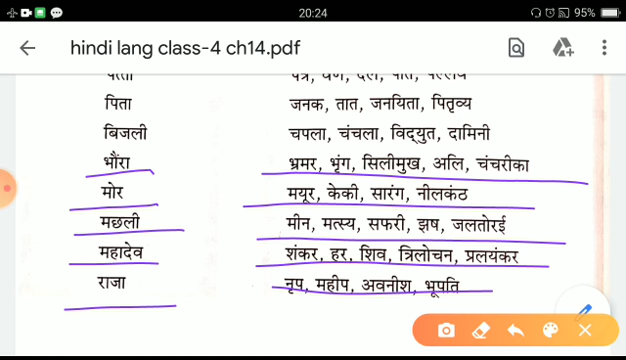 20:24 95%
hindi lang class-4 ch14.pdf
पिता जनक, तात, जनयिता, पितृव्य
बिजली चपला, चंचला, विद्युत, दामिनी
भौंरा भ्रमर, भृंग, सिलीमुख, अलि, चंचरीका
मोर मयूर, केकी, सारंग, नीलकंठ
मछली मीन, मत्स्य, सफरी, झष, जलतोरई
महादेव शंकर, हर, शिव, त्रिलोचन, प्रलयंकर
राजा नृप, महीप, अवनीश, भूपति